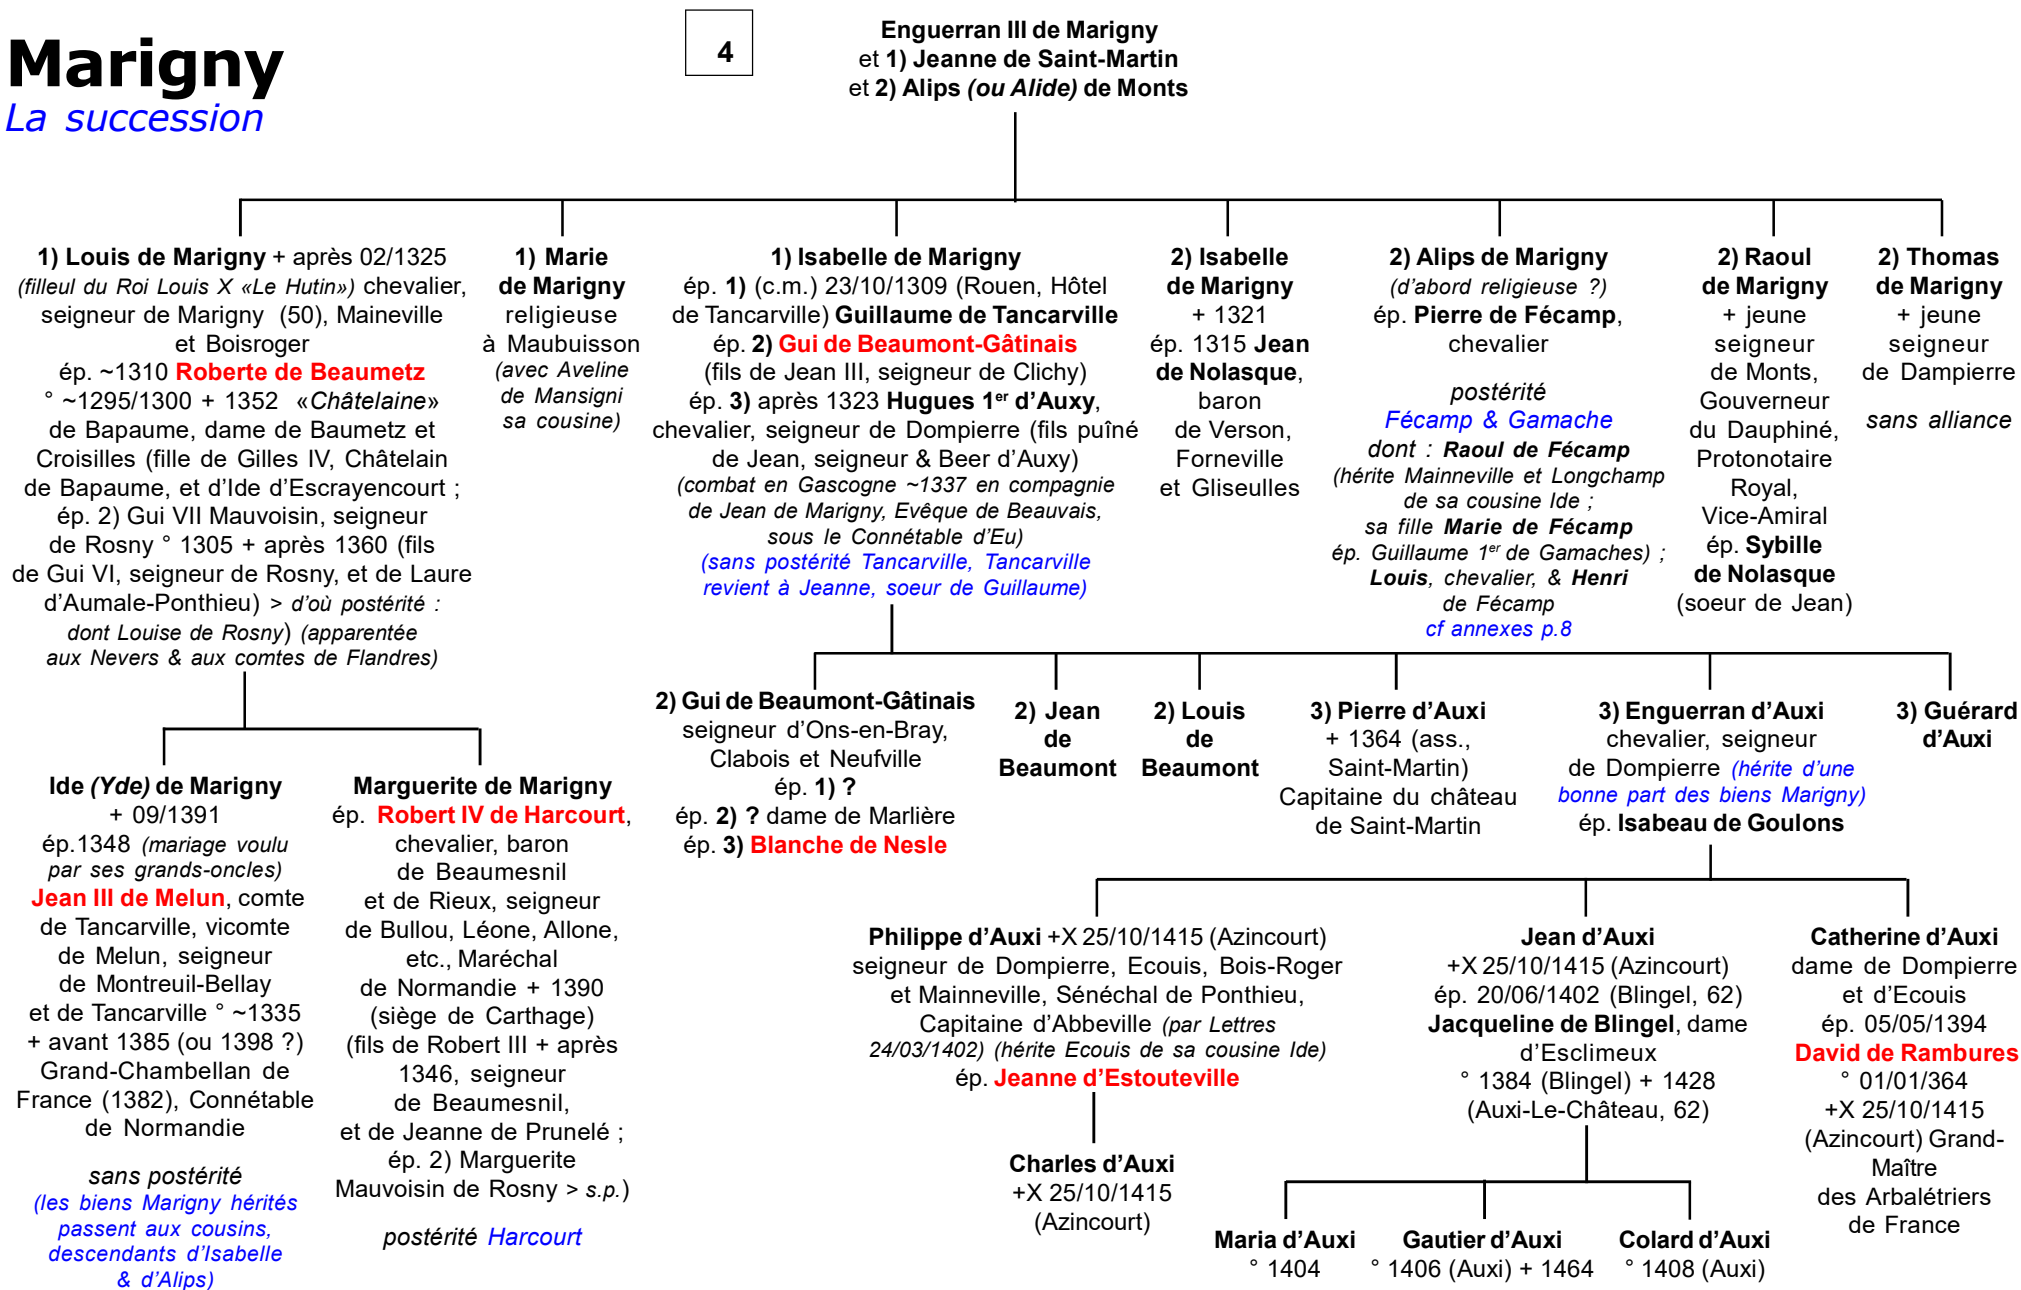 Marigny
La succession
4
Enguerran III de Marigny
et 1) Jeanne de Saint-Martin
et 2) Alips (ou Alide) de Monts
1) Louis de Marigny + après 02/1325
(filleul du Roi Louis X «Le Hutin») chevalier,
seigneur de Marigny (50), Maineville
et Boisroger
ép. ~1310 Roberte de Beaumetz
° ~1295/1300 + 1352 «Châtelaine»
de Bapaume, dame de Baumetz et
Croisilles (fille de Gilles IV, Châtelain
de Bapaume, et d’Ide d’Escrayencourt ;
ép. 2) Gui VII Mauvoisin, seigneur
de Rosny ° 1305 + après 1360 (fils
de Gui VI, seigneur de Rosny, et de Laure
d’Aumale-Ponthieu) > d’où postérité :
dont Louise de Rosny) (apparentée
aux Nevers & aux comtes de Flandres)
1) Marie
de Marigny
religieuse
à Maubuisson
(avec Aveline
de Mansigni
sa cousine)
1) Isabelle de Marigny
ép. 1) (c.m.) 23/10/1309 (Rouen, Hôtel
de Tancarville) Guillaume de Tancarville
ép. 2) Gui de Beaumont-Gâtinais
(fils de Jean III, seigneur de Clichy)
ép. 3) après 1323 Hugues 1er d’Auxy,
chevalier, seigneur de Dompierre (fils puîné
de Jean, seigneur & Beer d’Auxy)
(combat en Gascogne ~1337 en compagnie
de Jean de Marigny, Evêque de Beauvais,
sous le Connétable d’Eu)
(sans postérité Tancarville, Tancarville
revient à Jeanne, soeur de Guillaume)
2) Isabelle
de Marigny
+ 1321
ép. 1315 Jean
de Nolasque,
baron
de Verson,
Forneville
et Gliseulles
2) Alips de Marigny
(d’abord religieuse ?)
ép. Pierre de Fécamp,
chevalier
postérité
Fécamp & Gamache
dont : Raoul de Fécamp
(hérite Mainneville et Longchamp
de sa cousine Ide ;
sa fille Marie de Fécamp
ép. Guillaume 1er de Gamaches) ;
Louis, chevalier, & Henri
de Fécamp
cf annexes p.8
2) Raoul
de Marigny
+ jeune
seigneur
de Monts,
Gouverneur
du Dauphiné,
Protonotaire
Royal,
Vice-Amiral
ép. Sybille
de Nolasque
(soeur de Jean)
2) Thomas
de Marigny
+ jeune
seigneur
de Dampierre
sans alliance
Ide (Yde) de Marigny
+ 09/1391
ép.1348 (mariage voulu
par ses grands-oncles)
Jean III de Melun, comte
de Tancarville, vicomte
de Melun, seigneur
de Montreuil-Bellay
et de Tancarville ° ~1335
+ avant 1385 (ou 1398 ?)
Grand-Chambellan de
France (1382), Connétable
de Normandie
sans postérité
(les biens Marigny hérités
passent aux cousins,
descendants d’Isabelle
& d’Alips)
Marguerite de Marigny
ép. Robert IV de Harcourt,
chevalier, baron
de Beaumesnil
et de Rieux, seigneur
de Bullou, Léone, Allone,
etc., Maréchal
de Normandie + 1390
(siège de Carthage)
(fils de Robert III + après
1346, seigneur
de Beaumesnil,
et de Jeanne de Prunelé ;
ép. 2) Marguerite
Mauvoisin de Rosny > s.p.)
postérité Harcourt
2) Gui de Beaumont-Gâtinais
seigneur d’Ons-en-Bray,
Clabois et Neufville
ép. 1) ?
ép. 2) ? dame de Marlière
ép. 3) Blanche de Nesle
2) Jean
de
Beaumont
2) Louis
de
Beaumont
3) Pierre d’Auxi
+ 1364 (ass.,
Saint-Martin)
Capitaine du château
de Saint-Martin
3) Enguerran d’Auxi
chevalier, seigneur
de Dompierre (hérite d’une
bonne part des biens Marigny)
ép. Isabeau de Goulons
3) Guérard
d’Auxi
Philippe d’Auxi +X 25/10/1415 (Azincourt)
seigneur de Dompierre, Ecouis, Bois-Roger
et Mainneville, Sénéchal de Ponthieu,
Capitaine d’Abbeville (par Lettres
24/03/1402) (hérite Ecouis de sa cousine Ide)
ép. Jeanne d’Estouteville
Jean d’Auxi
+X 25/10/1415 (Azincourt)
ép. 20/06/1402 (Blingel, 62)
Jacqueline de Blingel, dame
d’Esclimeux
° 1384 (Blingel) + 1428
(Auxi-Le-Château, 62)
Catherine d’Auxi
dame de Dompierre
et d’Ecouis
ép. 05/05/1394
David de Rambures
° 01/01/364
+X 25/10/1415
(Azincourt) Grand-
Maître
des Arbalétriers
de France
Charles d’Auxi
+X 25/10/1415
(Azincourt)
Maria d’Auxi
° 1404
Gautier d’Auxi
° 1406 (Auxi) + 1464
Colard d’Auxi
° 1408 (Auxi)